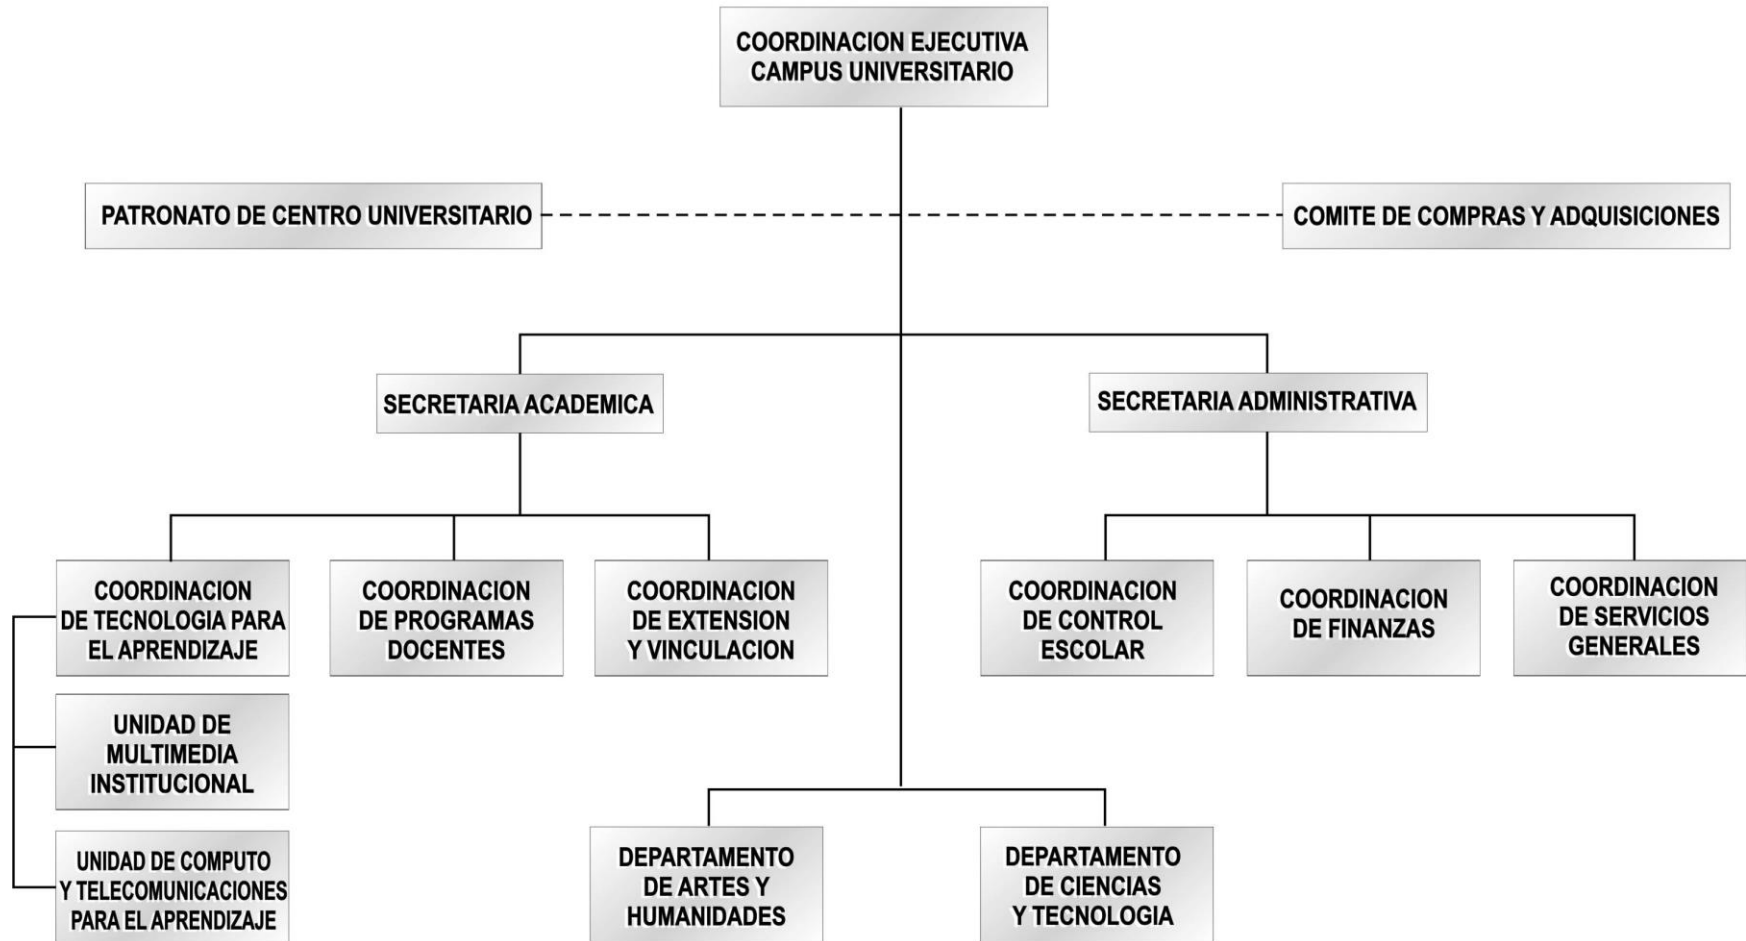 COORDINACION EJECUTIVA
CAMPUS UNIVERSITARIO
PATRONATO DE CENTRO UNIVERSITARIO
COMITE DE COMPRAS Y ADQUISICIONES
SECRETARIA ACADEMICA
SECRETARIA ADMINISTRATIVA
COORDINACION
DE TECNOLOGIA PARA
EL APRENDIZAJE
COORDINACION
DE PROGRAMAS
DOCENTES
COORDINACION
DE EXTENSION
Y VINCULACION
COORDINACION
DE CONTROL
ESCOLAR
COORDINACION
DE FINANZAS
COORDINACION
DE SERVICIOS
GENERALES
UNIDAD DE
MULTIMEDIA
INSTITUCIONAL
UNIDAD DE COMPUTO
Y TELECOMUNICACIONES
PARA EL APRENDIZAJE
DEPARTAMENTO
DE ARTES Y
HUMANIDADES
DEPARTAMENTO
DE CIENCIAS
Y TECNOLOGIA